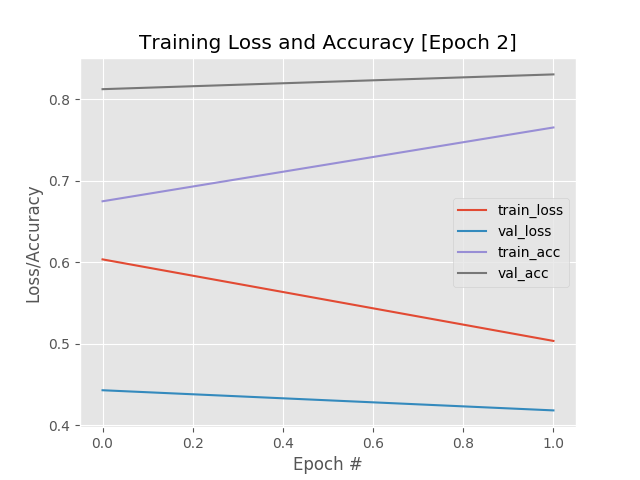 Training Loss and Accuracy [Epoch 2]
Loss/Accuracy
0.8
0.7
0.6
0.5
0.4
train_loss
val_loss
train_acc
val_acc
0.0 0.2 0.4 0.6 0.8 1.0
Epoch #